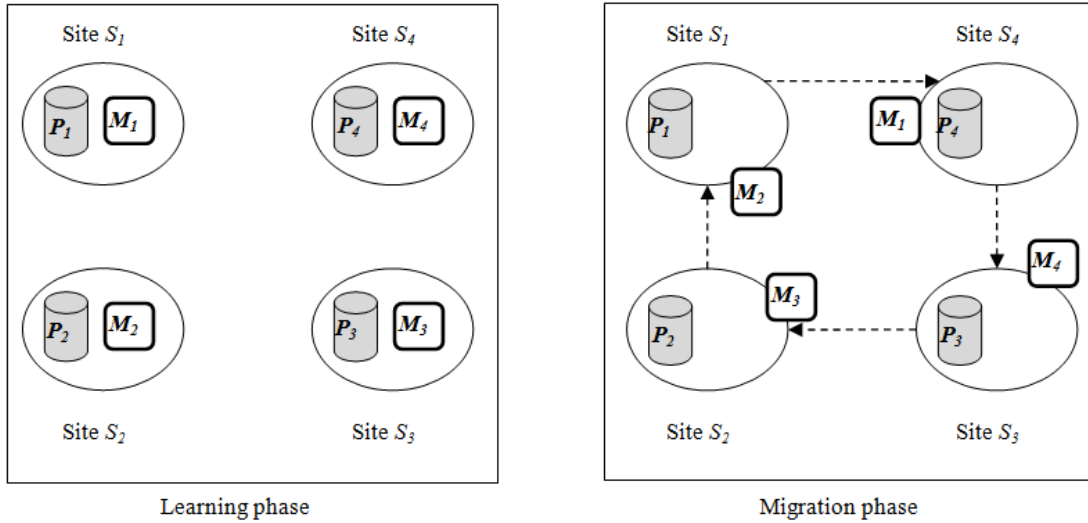 Site S1
Site S4
P1
M1
P4
M4
P2
M2
P3
M3
Site S2
Site S3
Learning phase
Site S1
Site S4
P1
M1
P4
M2
M4
M3
P2
P3
Site S2
Site S3
Migration phase